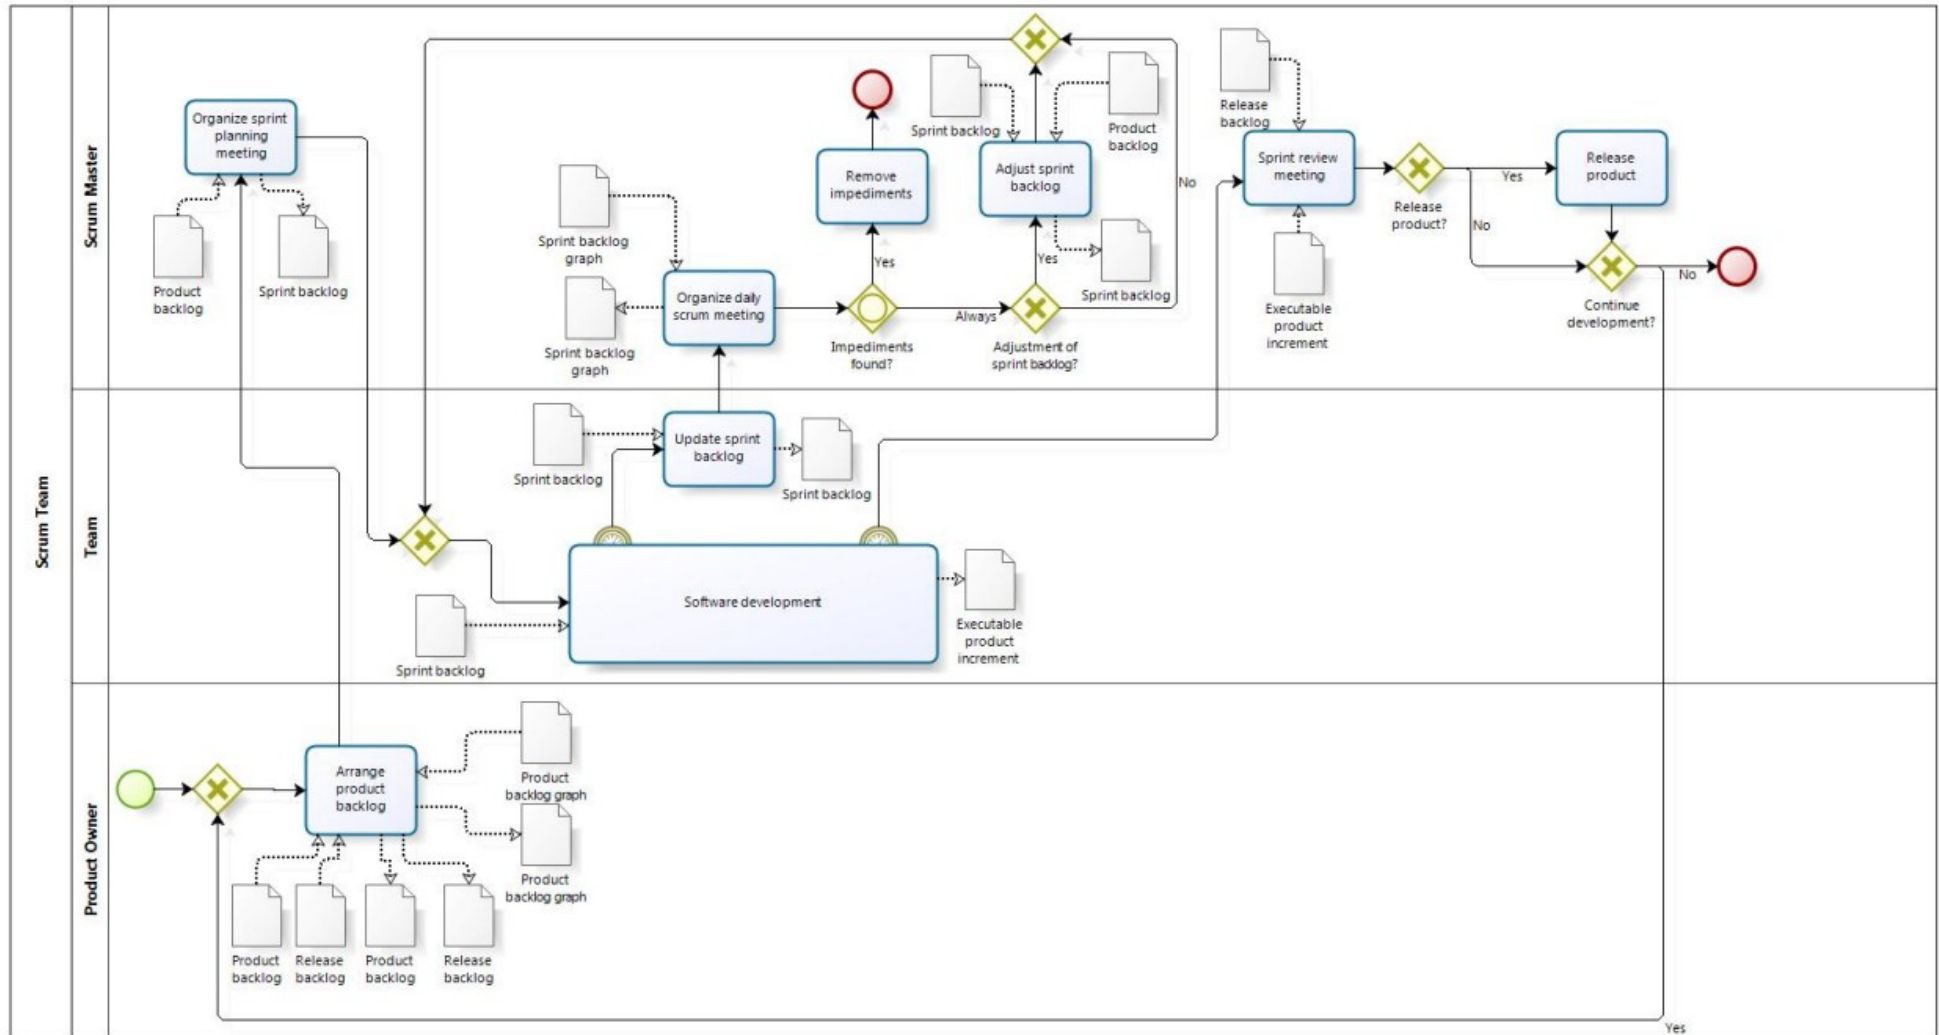 Scrum Team
Scrum Master
Organize sprint
planning
meeting
Product
backlog
Sprint backlog
Sprint backlog
graph
Sprint backlog
graph
Organize daily
scrum meeting
Remove
impediments
Yes
Impediments
found?
Always
Sprint backlog
Product
backlog
Adjust sprint
backlog
Yes
Sprint backlog
Adjustment of
sprint backlog?
No
Release
backlog
Sprint review
meeting
Executable
product
increment
Release
product?
Yes
No
Release
product
Continue
development?
No
Team
Sprint backlog
Update sprint
backlog
Sprint backlog
Software development
Sprint backlog
Executable
product
increment
Product Owner
Arrange
product
backlog
Product
backlog graph
Product
backlog graph
Product
backlog
Release
backlog
Product
backlog
Release
backlog
Yes